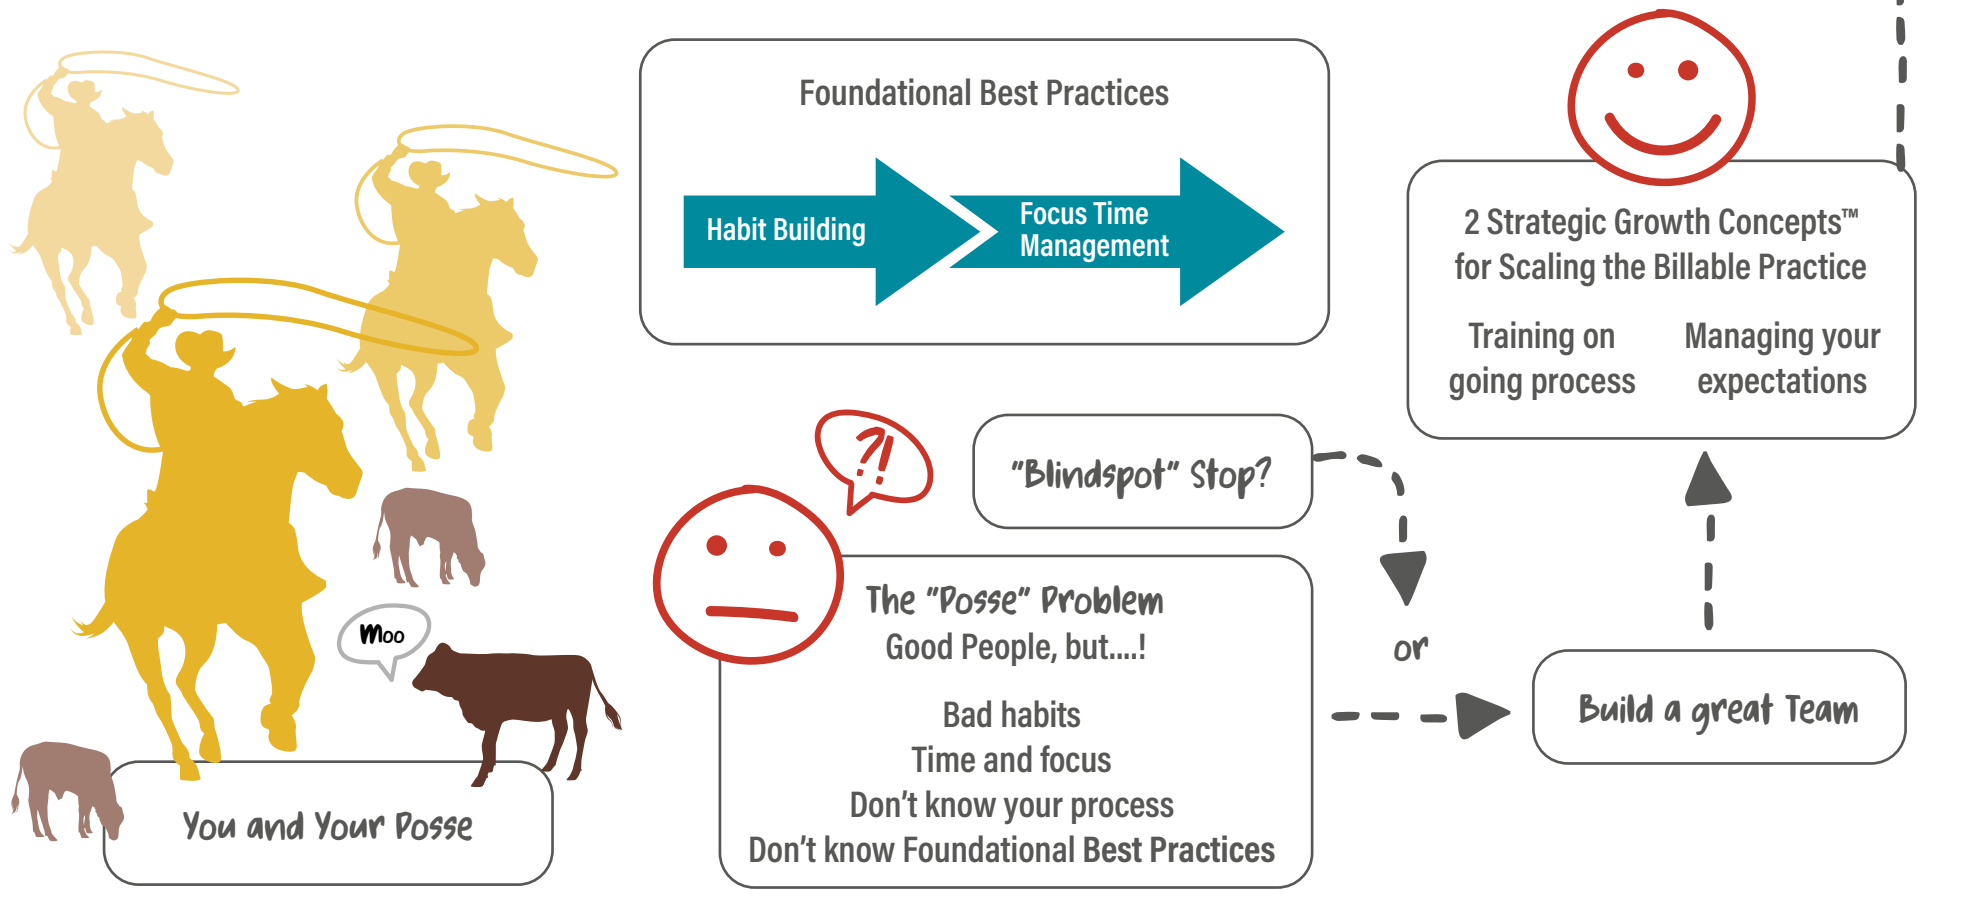 Foundational Best Practices
Habit Building
Focus Time
Management
2 Strategic Growth Concepts™
for Scaling the Billable Practice
Training on
going process
Managing your
expectations
?!
"Blindspot" Stop?
The "Posse" Problem
Good People, but....!
Bad habits
Time and focus
Don't know your process
Don't know Foundational Best Practices
or
Build a great Team
Moo
You and Your Posse